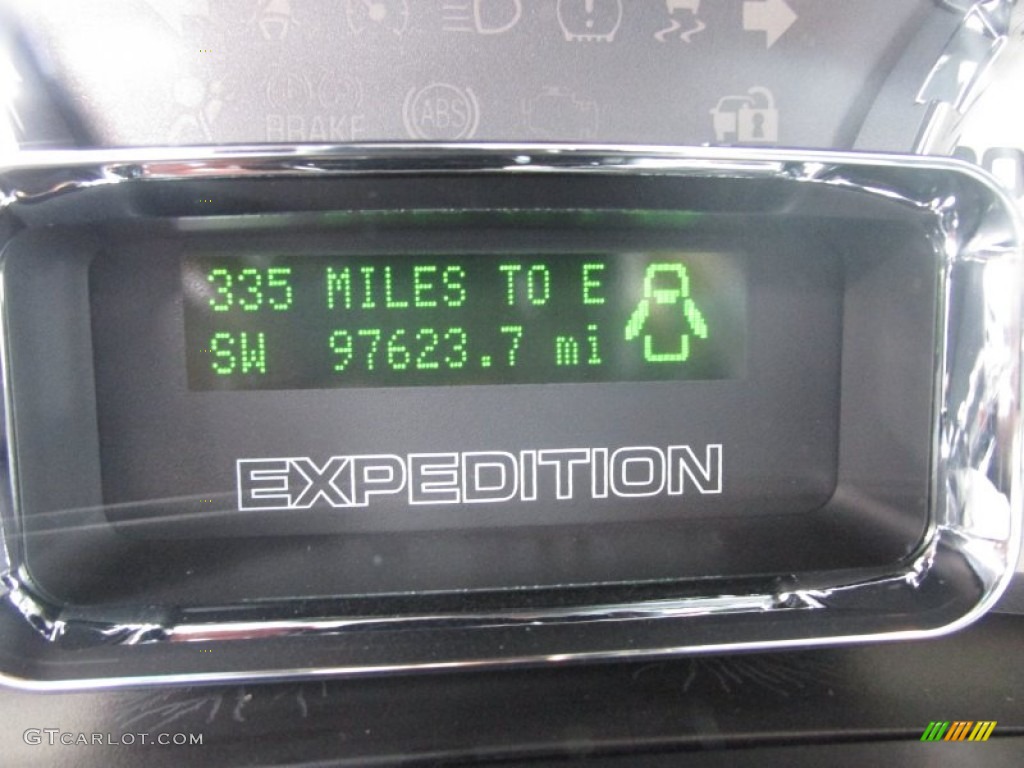 BRAKE
ABS
335 MILES TO E
SW 97623.7 mi
EXPEDITION
GTCARLOT.COM